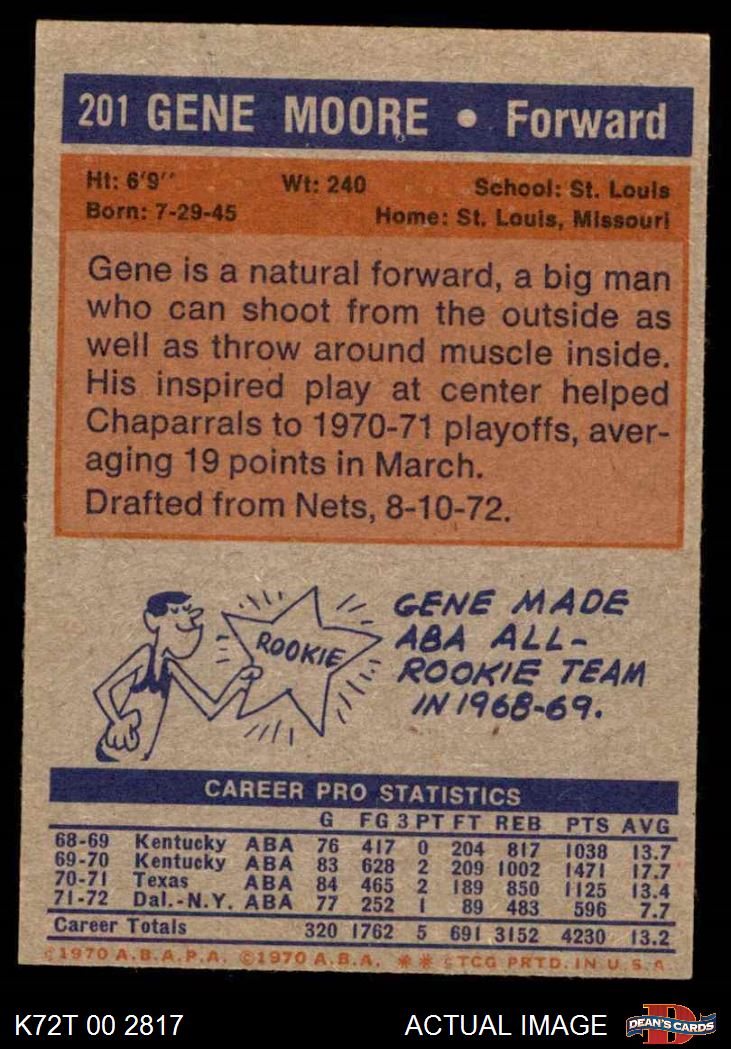 201 GENE MOORE • Forward
Ht: 6'9'' Wt: 240 School: St. Louis
Born: 7-29-45 Home: St. Louis, Missouri
Gene is a natural forward, a big man
who can shoot from the outside as
well as throw around muscle inside.
His inspired play at center helped
Chaparrals to 1970-71 playoffs, aver-
aging 19 points in March.
Drafted from Nets, 8-10-72.
ROOKIE
GENE MADE
ABA ALL-
ROOKIE TEAM
IN 1968-69.
CAREER PRO STATISTICS
G FG 3 PT FT REB PTS AVG
68-69 Kentucky ABA 76 417 0 204 817 1038 13.7
69-70 Kentucky ABA 83 628 2 209 1002 1471 17.7
70-71 Texas ABA 84 465 2 189 850 1125 13.4
71-72 Dal.-N.Y. ABA 77 252 1 89 483 596 7.7
Career Totals 320 1762 5 691 3152 4230 13.2
©1970 A.B.A.P.A. ©1970 A.B.A. ** ©TCG PRTD. IN U.S.A.
K72T 00 2817 ACTUAL IMAGE DEAN'S CARDS